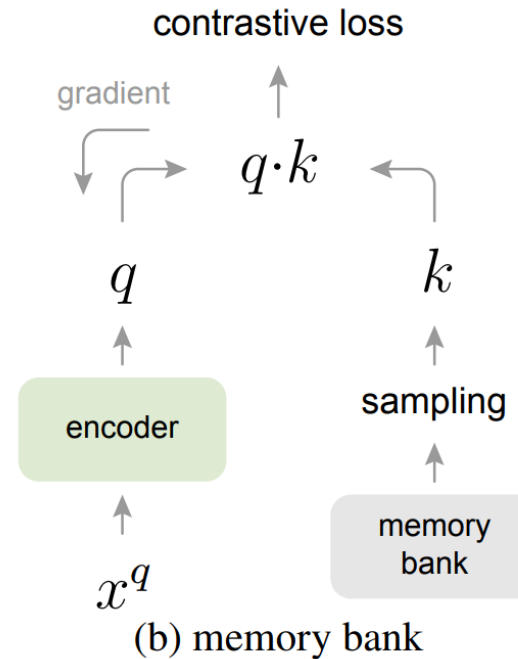 contrastive loss
gradient
q·k
q
k
encoder
sampling
memory
bank
x^q
(b) memory bank